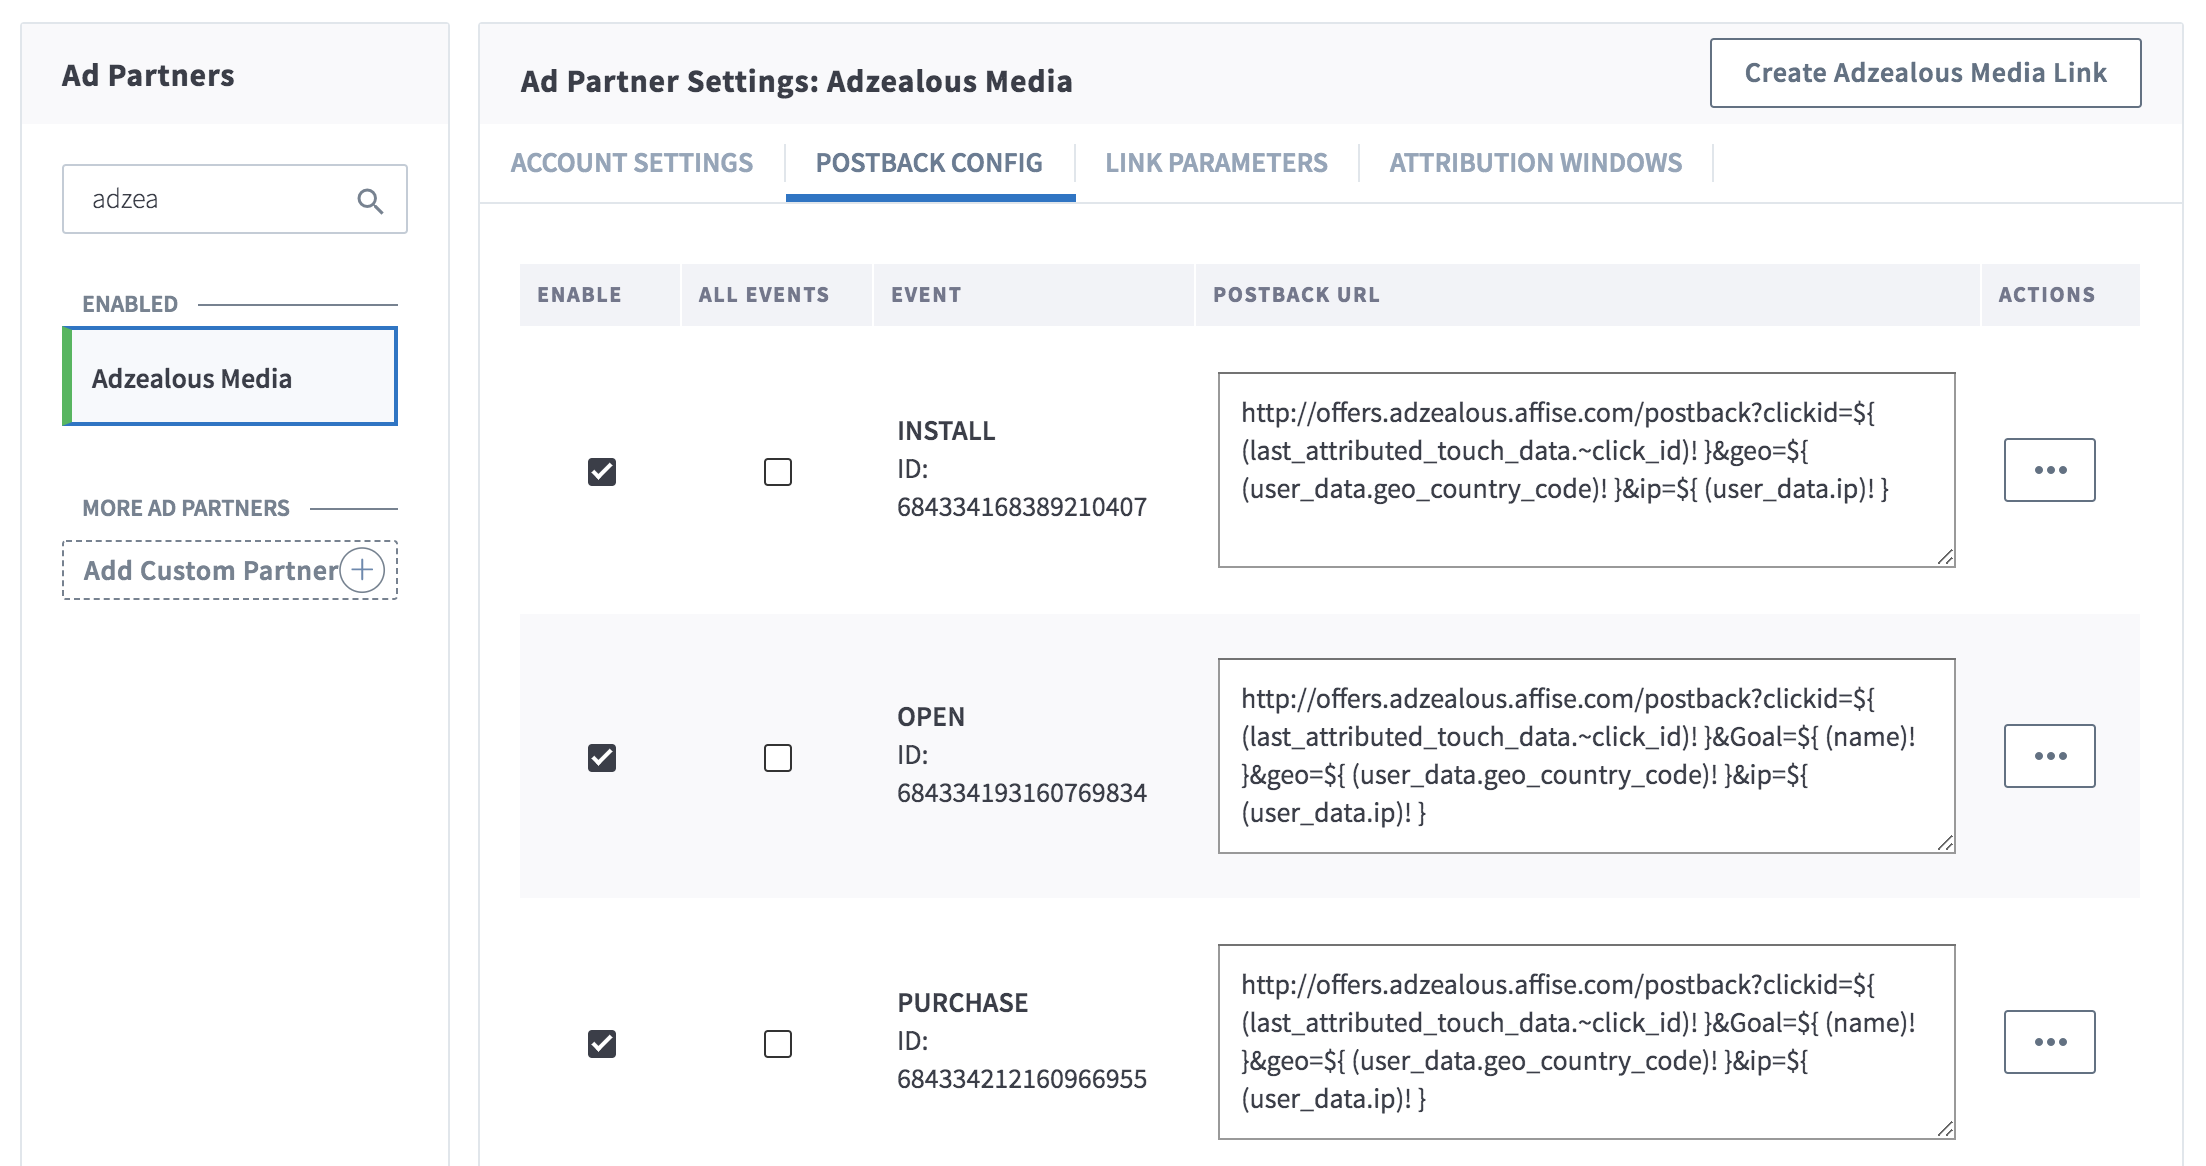 Ad Partners
adzea
ENABLED
Adzealous Media
MORE AD PARTNERS
Add Custom Partner
Ad Partner Settings: Adzealous Media
Create Adzealous Media Link
ACCOUNT SETTINGS
POSTBACK CONFIG
LINK PARAMETERS
ATTRIBUTION WINDOWS
ENABLE
ALL EVENTS
EVENT
POSTBACK URL
ACTIONS
INSTALL
ID:
684334168389210407
http://offers.adzealous.affise.com/postback?clickid=${
(last_attributed_touch_data.~click_id)! }&geo=${
(user_data.geo_country_code)! }&ip=${ (user_data.ip)! }
OPEN
ID:
684334193160769834
http://offers.adzealous.affise.com/postback?clickid=${
(last_attributed_touch_data.~click_id)! }&Goal=${ (name)!
}&geo=${ (user_data.geo_country_code)! }&ip=${
(user_data.ip)! }
PURCHASE
ID:
684334212160966955
http://offers.adzealous.affise.com/postback?clickid=${
(last_attributed_touch_data.~click_id)! }&Goal=${ (name)!
}&geo=${ (user_data.geo_country_code)! }&ip=${
(user_data.ip)! }